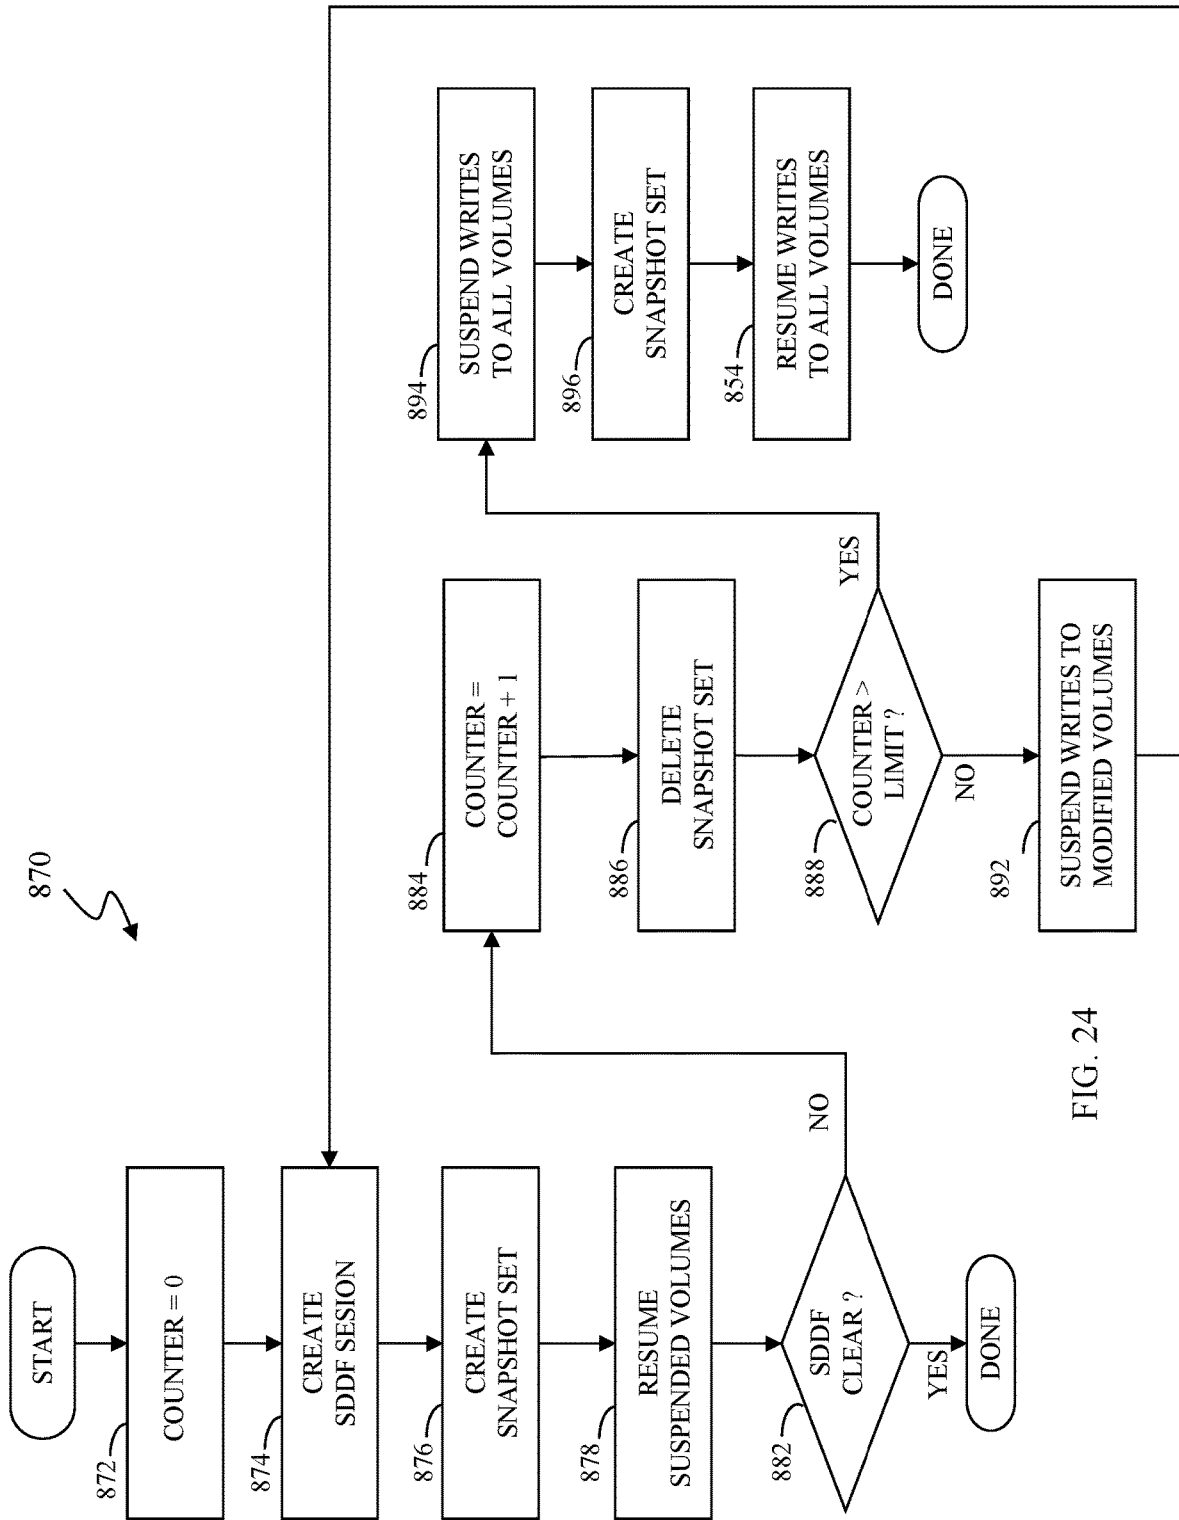 870
START
872
COUNTER = 0
874
CREATE
SDDF SESION
876
CREATE
SNAPSHOT SET
878
RESUME
SUSPENDED VOLUMES
882
SDDF
CLEAR ?
NO
YES
DONE
884
COUNTER =
COUNTER + 1
886
DELETE
SNAPSHOT SET
888
COUNTER >
LIMIT ?
YES
NO
892
SUSPEND WRITES TO
MODIFIED VOLUMES
894
SUSPEND WRITES
TO ALL VOLUMES
896
CREATE
SNAPSHOT SET
854
RESUME WRITES
TO ALL VOLUMES
DONE
FIG. 24